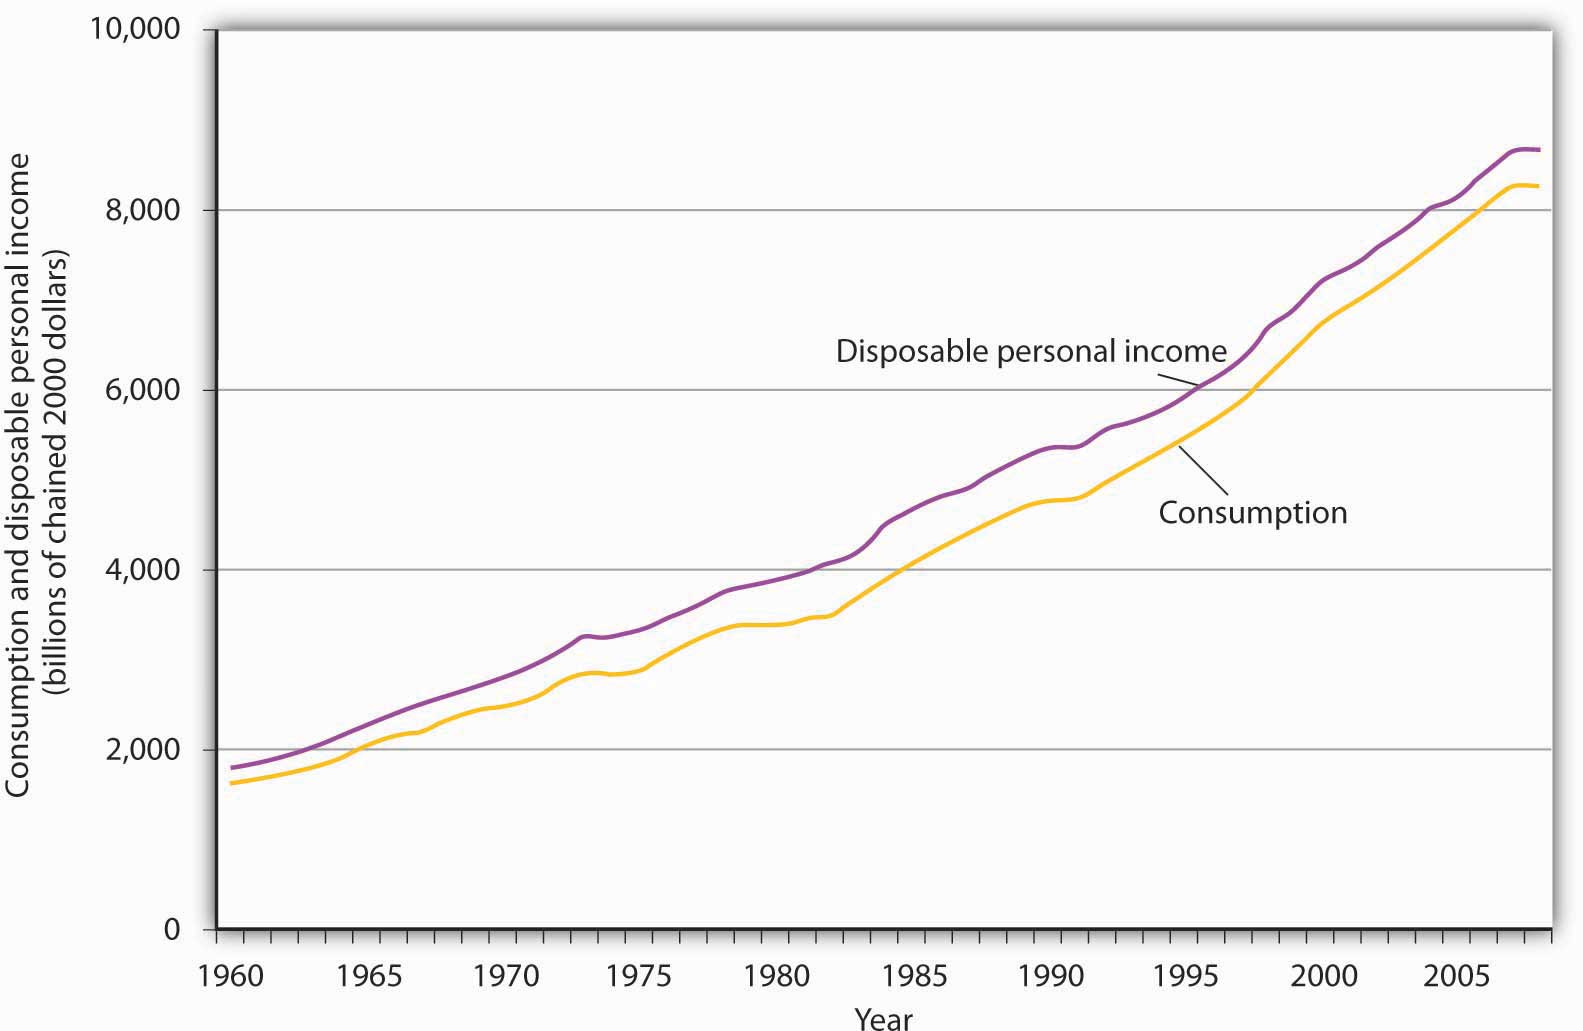 Consumption and disposable personal income
(billions of chained 2000 dollars)
10,000
8,000
6,000
4,000
2,000
0
Disposable personal income
Consumption
1960 1965 1970 1975 1980 1985 1990 1995 2000 2005
Year